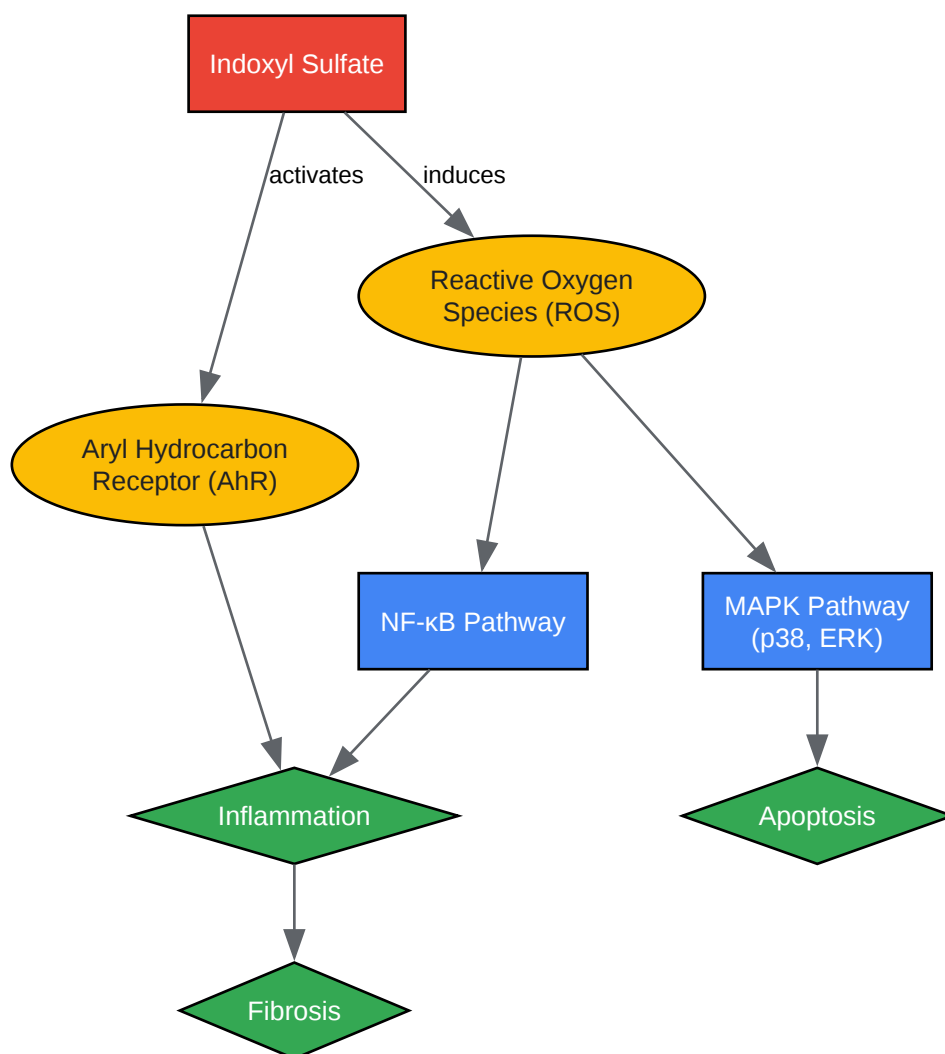 Indoxyl Sulfate
activates
induces
Reactive Oxygen
Species (ROS)
Aryl Hydrocarbon
Receptor (AhR)
NF-κB Pathway
MAPK Pathway
(p38, ERK)
Inflammation
Apoptosis
Fibrosis